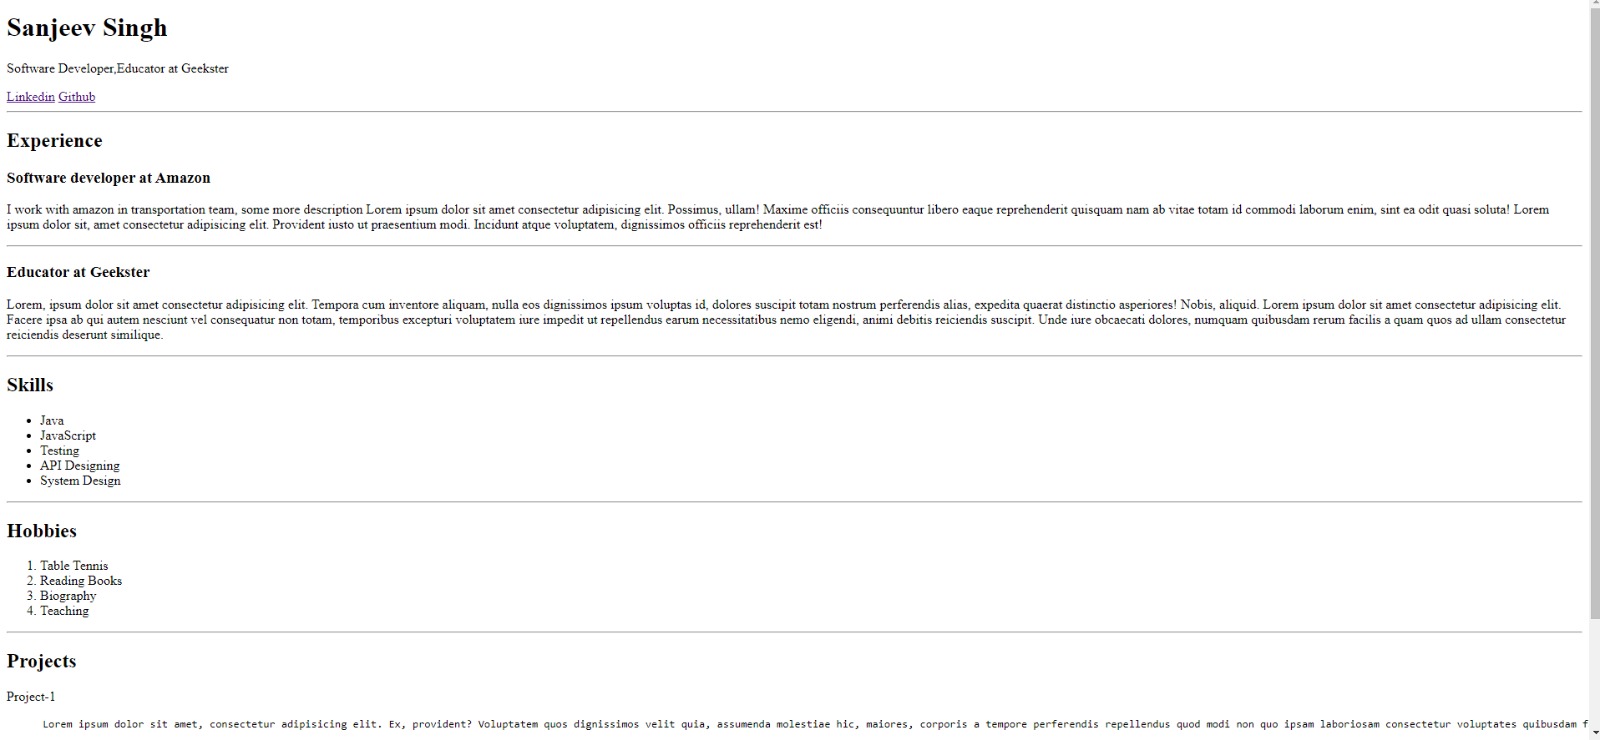 Sanjeev Singh
Software Developer,Educator at Geekster
Linkedin Github
Experience
Software developer at Amazon
I work with amazon in transportation team, some more description Lorem ipsum dolor sit amet consectetur adipisicing elit. Possimus, ullam! Maxime officiis consequuntur libero eaque reprehenderit quisquam nam ab vitae totam id commodi laborum enim, sint ea odit quasi soluta! Lorem
ipsum dolor sit, amet consectetur adipisicing elit. Provident iusto ut praesentium modi. Incidunt atque voluptatem, dignissimos officiis reprehenderit est!
Educator at Geekster
Lorem, ipsum dolor sit amet consectetur adipisicing elit. Tempora cum inventore aliquam, nulla eos dignissimos ipsum voluptas id, dolores suscipit totam nostrum perferendis alias, expedita quaerat distinctio asperiores! Nobis, aliquid. Lorem ipsum dolor sit amet consectetur adipisicing elit.
Facere ipsa ab qui autem nesciunt vel consequatur non totam, temporibus excepturi voluptatem iure impedit ut repellendus earum necessitatibus nemo eligendi, animi debitis reiciendis suscipit. Unde iure obcaecati dolores, numquam quibusdam rerum facilis a quam quos ad ullam consectetur
reiciendis deserunt similique.
Skills
• Java
• JavaScript
• Testing
• API Designing
• System Design
Hobbies
1. Table Tennis
2. Reading Books
3. Biography
4. Teaching
Projects
Project-1
Lorem ipsum dolor sit amet, consectetur adipisicing elit. Ex, provident? Voluptatem quos dignissimos velit quia, assumenda molestiae hic, maiores, corporis a tempore perferendis repellendus quod modi non quo ipsam laboriosam consectetur voluptates quibusdam f